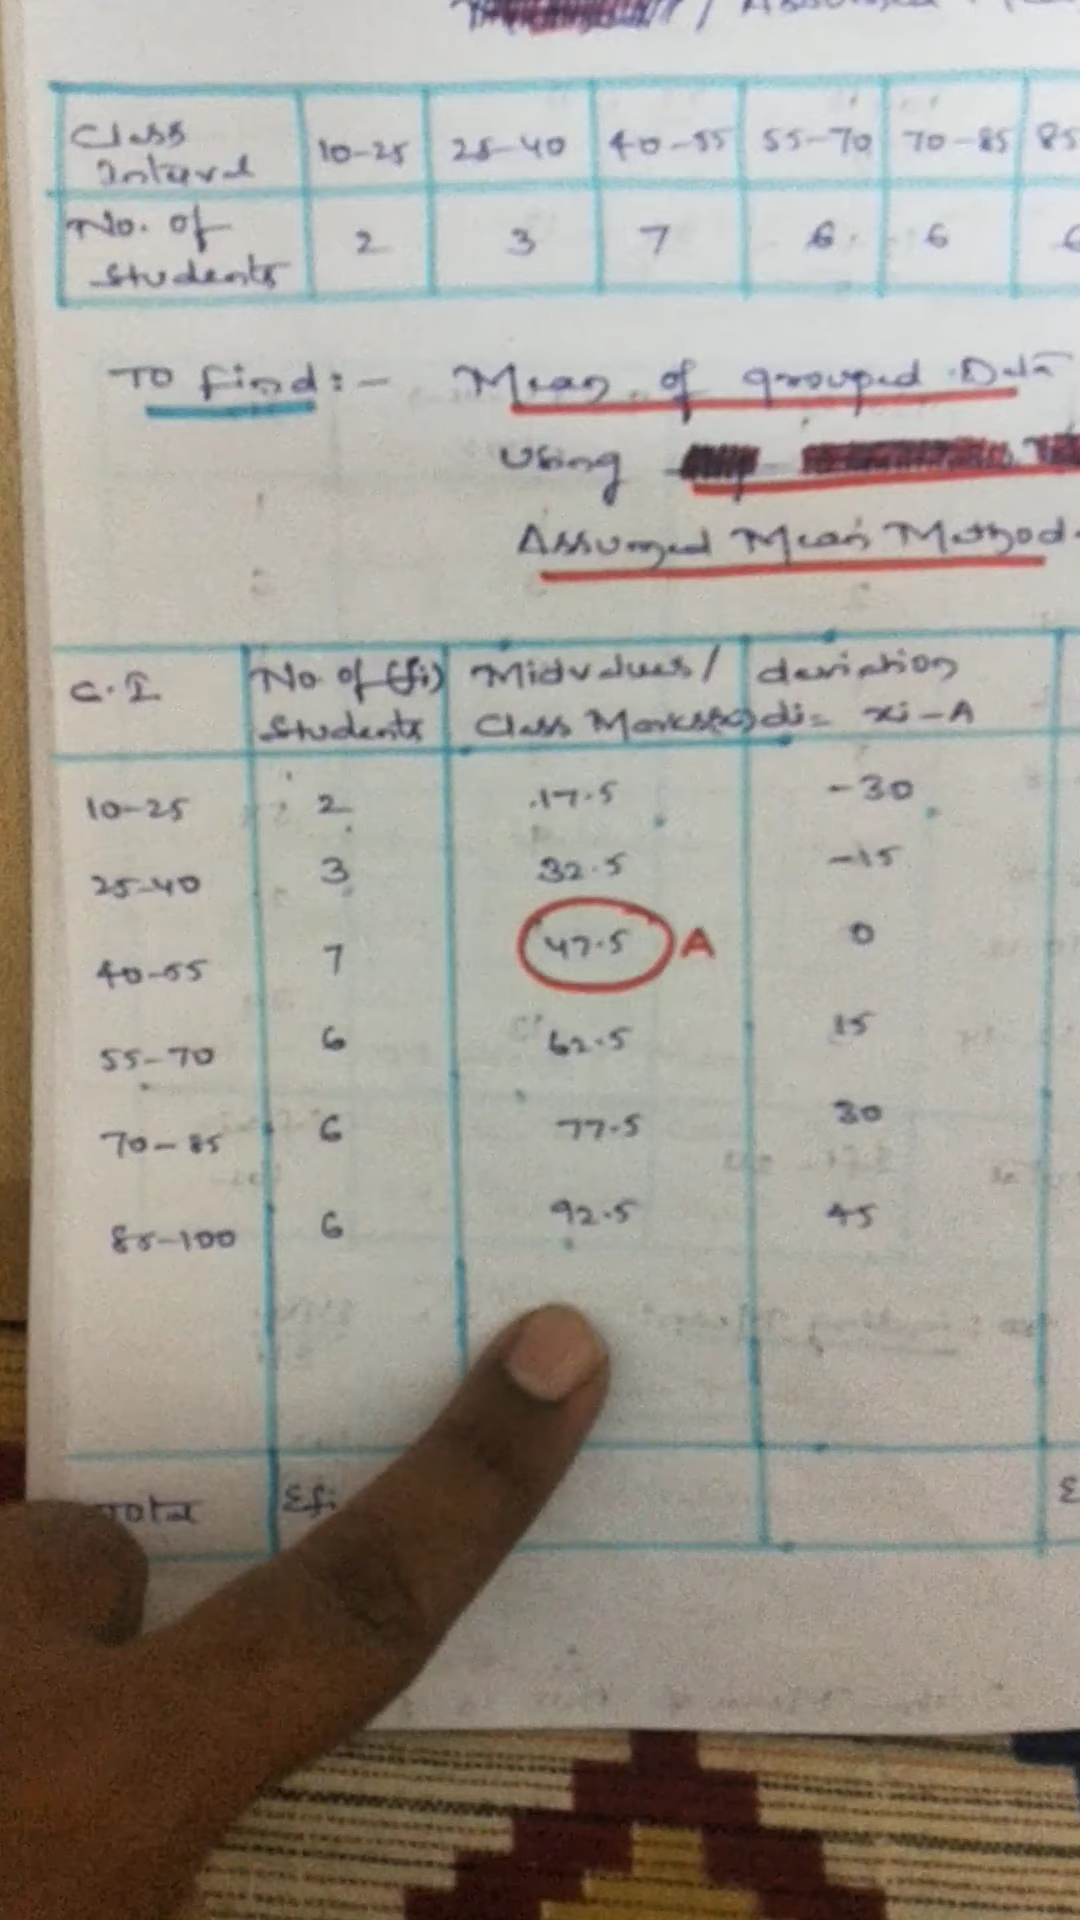 Class Interval 10-25 25-40 40-55 55-70 70-85 85
No. of Students 2 3 7 6 6 6
To find:- Mean of grouped Data
Using
Assumed Mean Method.
C.I No of (fi) Students Midvalues/ Class Marks(xi) deviation di= xi-A
10-25 2 17.5 -30
25-40 3 32.5 -15
40-55 7 47.5 A 0
55-70 6 62.5 15
70-85 6 77.5 30
85-100 6 92.5 45
Total Σfi Σ